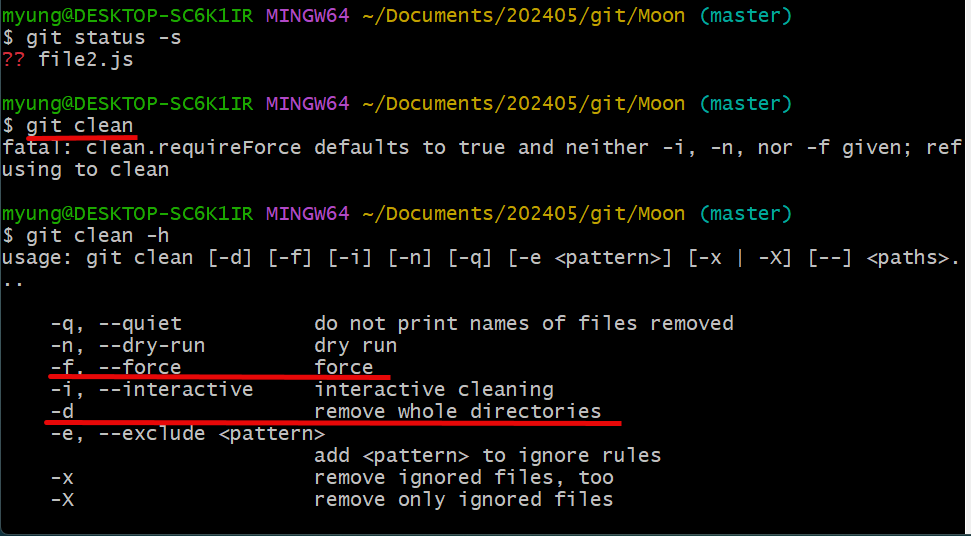 myung@DESKTOP-SC6K1IR MINGW64 ~/Documents/202405/git/Moon (master)
$ git status -s
?? file2.js
myung@DESKTOP-SC6K1IR MINGW64 ~/Documents/202405/git/Moon (master)
$ git clean
fatal: clean.requireForce defaults to true and neither -i, -n, nor -f given; ref
using to clean
myung@DESKTOP-SC6K1IR MINGW64 ~/Documents/202405/git/Moon (master)
$ git clean -h
usage: git clean [-d] [-f] [-i] [-n] [-q] [-e <pattern>] [-x | -X] [--] <paths>.
..
-q, --quiet do not print names of files removed
-n, --dry-run dry run
-f, --force force
-i, --interactive interactive cleaning
-d remove whole directories
-e, --exclude <pattern>
add <pattern> to ignore rules
-x remove ignored files, too
-X remove only ignored files